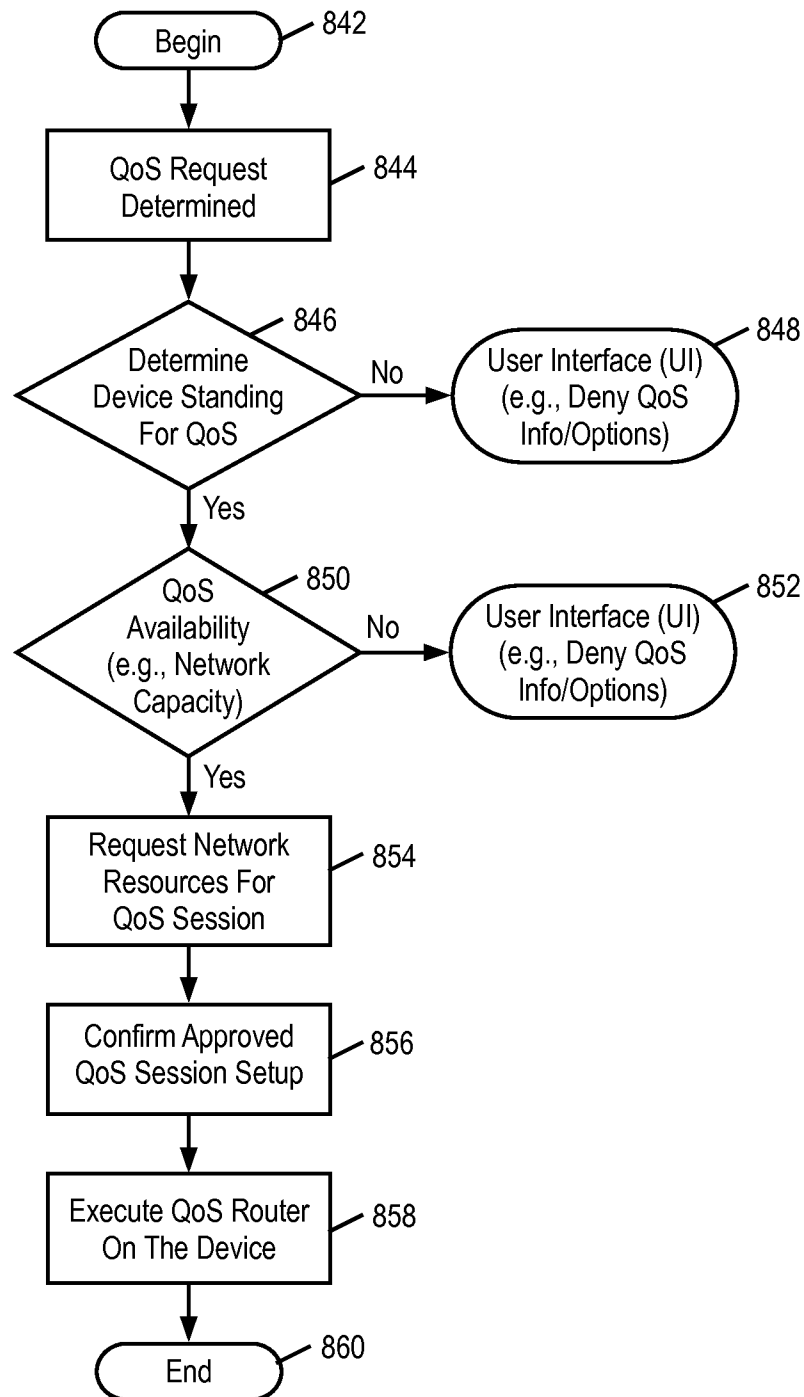 Begin
842
QoS Request
Determined
844
846
Determine
Device Standing
For QoS
No
User Interface (UI)
(e.g., Deny QoS
Info/Options)
848
Yes
850
QoS
Availability
(e.g., Network
Capacity)
No
User Interface (UI)
(e.g., Deny QoS
Info/Options)
852
Yes
Request Network
Resources For
QoS Session
854
Confirm Approved
QoS Session Setup
856
Execute QoS Router
On The Device
858
End
860